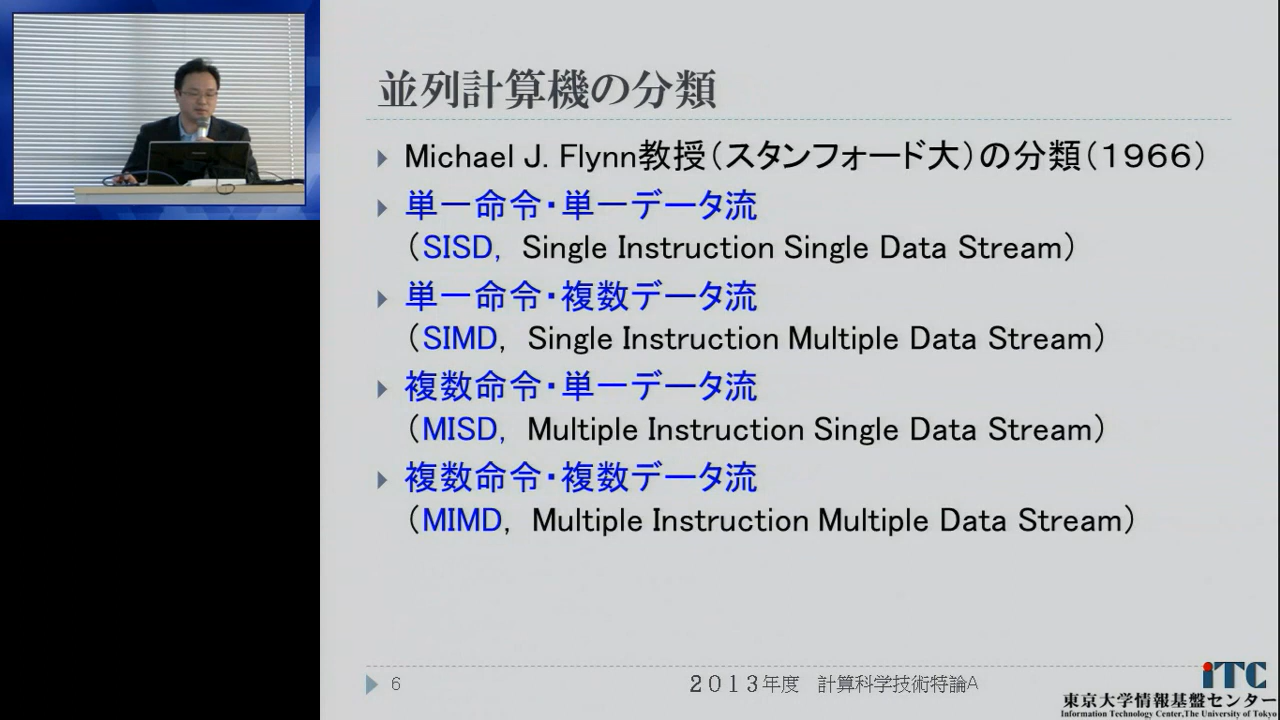 並列計算機の分類
Michael J. Flynn教授(スタンフォード大)の分類(1966)
単一命令・単一データ流
(SISD, Single Instruction Single Data Stream)
単一命令・複数データ流
(SIMD, Single Instruction Multiple Data Stream)
複数命令・単一データ流
(MISD, Multiple Instruction Single Data Stream)
複数命令・複数データ流
(MIMD, Multiple Instruction Multiple Data Stream)
6
2013年度 計算科学技術特論A
iTC
東京大学情報基盤センター
Information Technology Center,The University of Tokyo